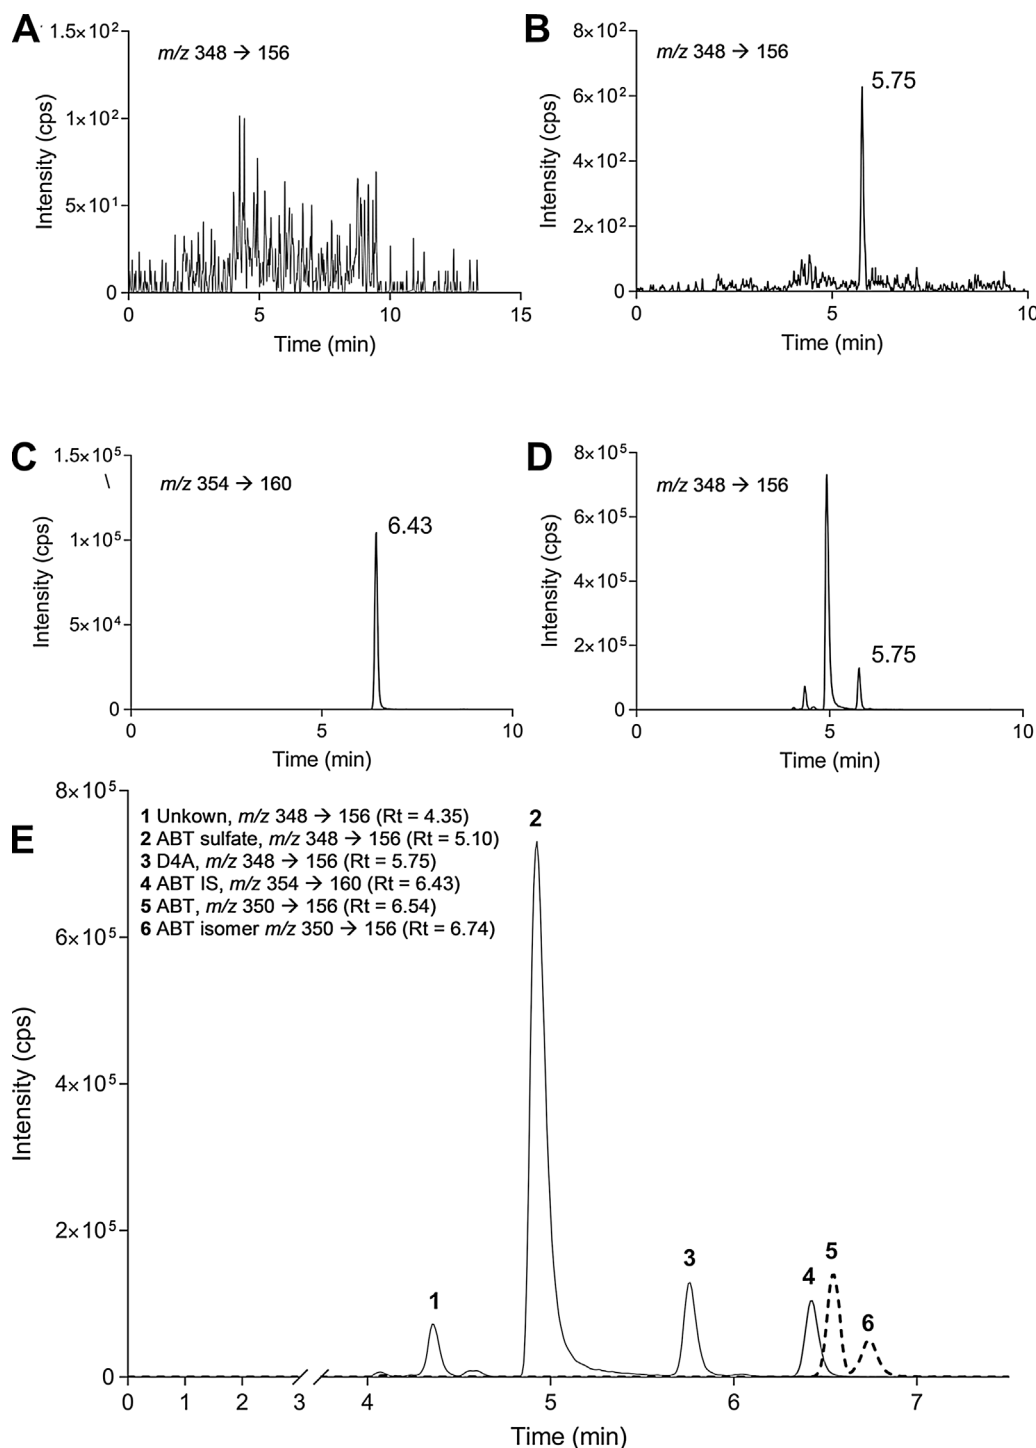 A
1.5×10²
1×10²
5×10¹
0
m/z 348 → 156
Intensity (cps)
0 5 10 15
Time (min)
B
8×10²
6×10²
4×10²
2×10²
0
m/z 348 → 156
5.75
Intensity (cps)
0 5 10
Time (min)
C
1.5×10⁵
\
1×10⁵
5×10⁴
0
m/z 354 → 160
6.43
Intensity (cps)
0 5 10
Time (min)
D
8×10⁵
6×10⁵
4×10⁵
2×10⁵
0
m/z 348 → 156
5.75
Intensity (cps)
0 5 10
Time (min)
E
8×10⁵
6×10⁵
4×10⁵
2×10⁵
0
1 Unkown, m/z 348 → 156 (Rt = 4.35)
2 ABT sulfate, m/z 348 → 156 (Rt = 5.10)
3 D4A, m/z 348 → 156 (Rt = 5.75)
4 ABT IS, m/z 354 → 160 (Rt = 6.43)
5 ABT, m/z 350 → 156 (Rt = 6.54)
6 ABT isomer m/z 350 → 156 (Rt = 6.74)
Intensity (cps)
1
2
3
4
5
6
0 1 2 3 4 5 6 7
Time (min)